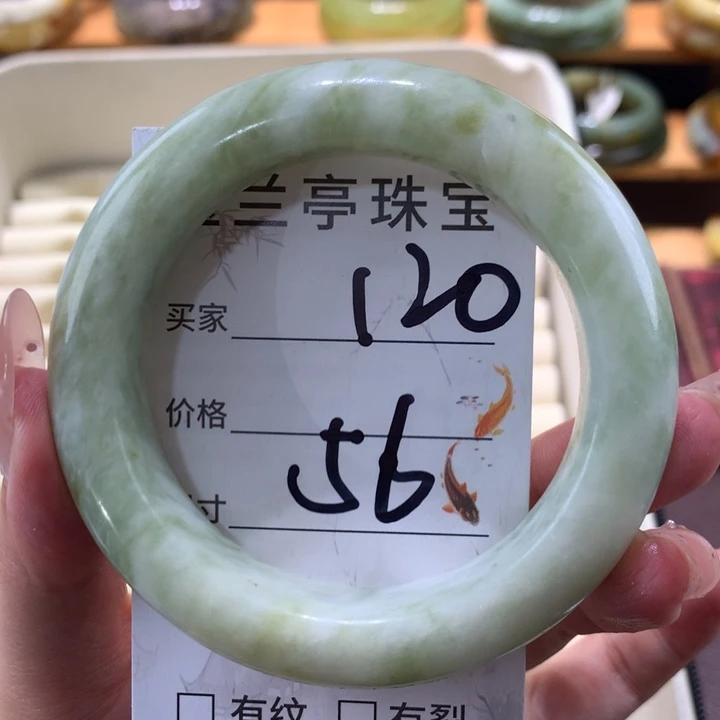 兰亭珠宝
买家 120
价格
寸 56
有纹 有裂